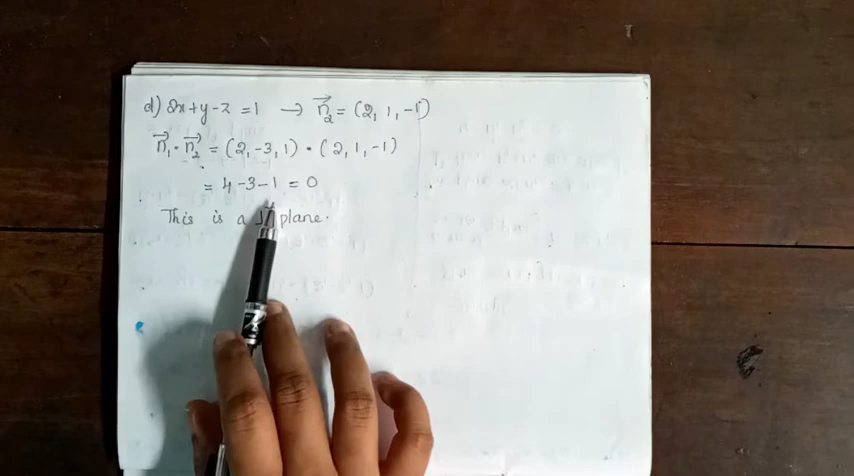 d) 2x+y-z = 1 → n⃗₂ = (2, 1, -1)
n⃗₁ · n⃗₂ = (2, -3, 1) · (2, 1, -1)
= 4 -3 -1 = 0
This is a plane.